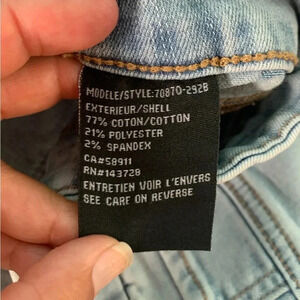 MODELE/STYLE:70870-292B
EXTERIEUR/SHELL
77% COTON/COTTON
21% POLYESTER
2% SPANDEX
CA#58911
RN#143728
ENTRETIEN VOIR L'ENVERS
SEE CARE ON REVERSE